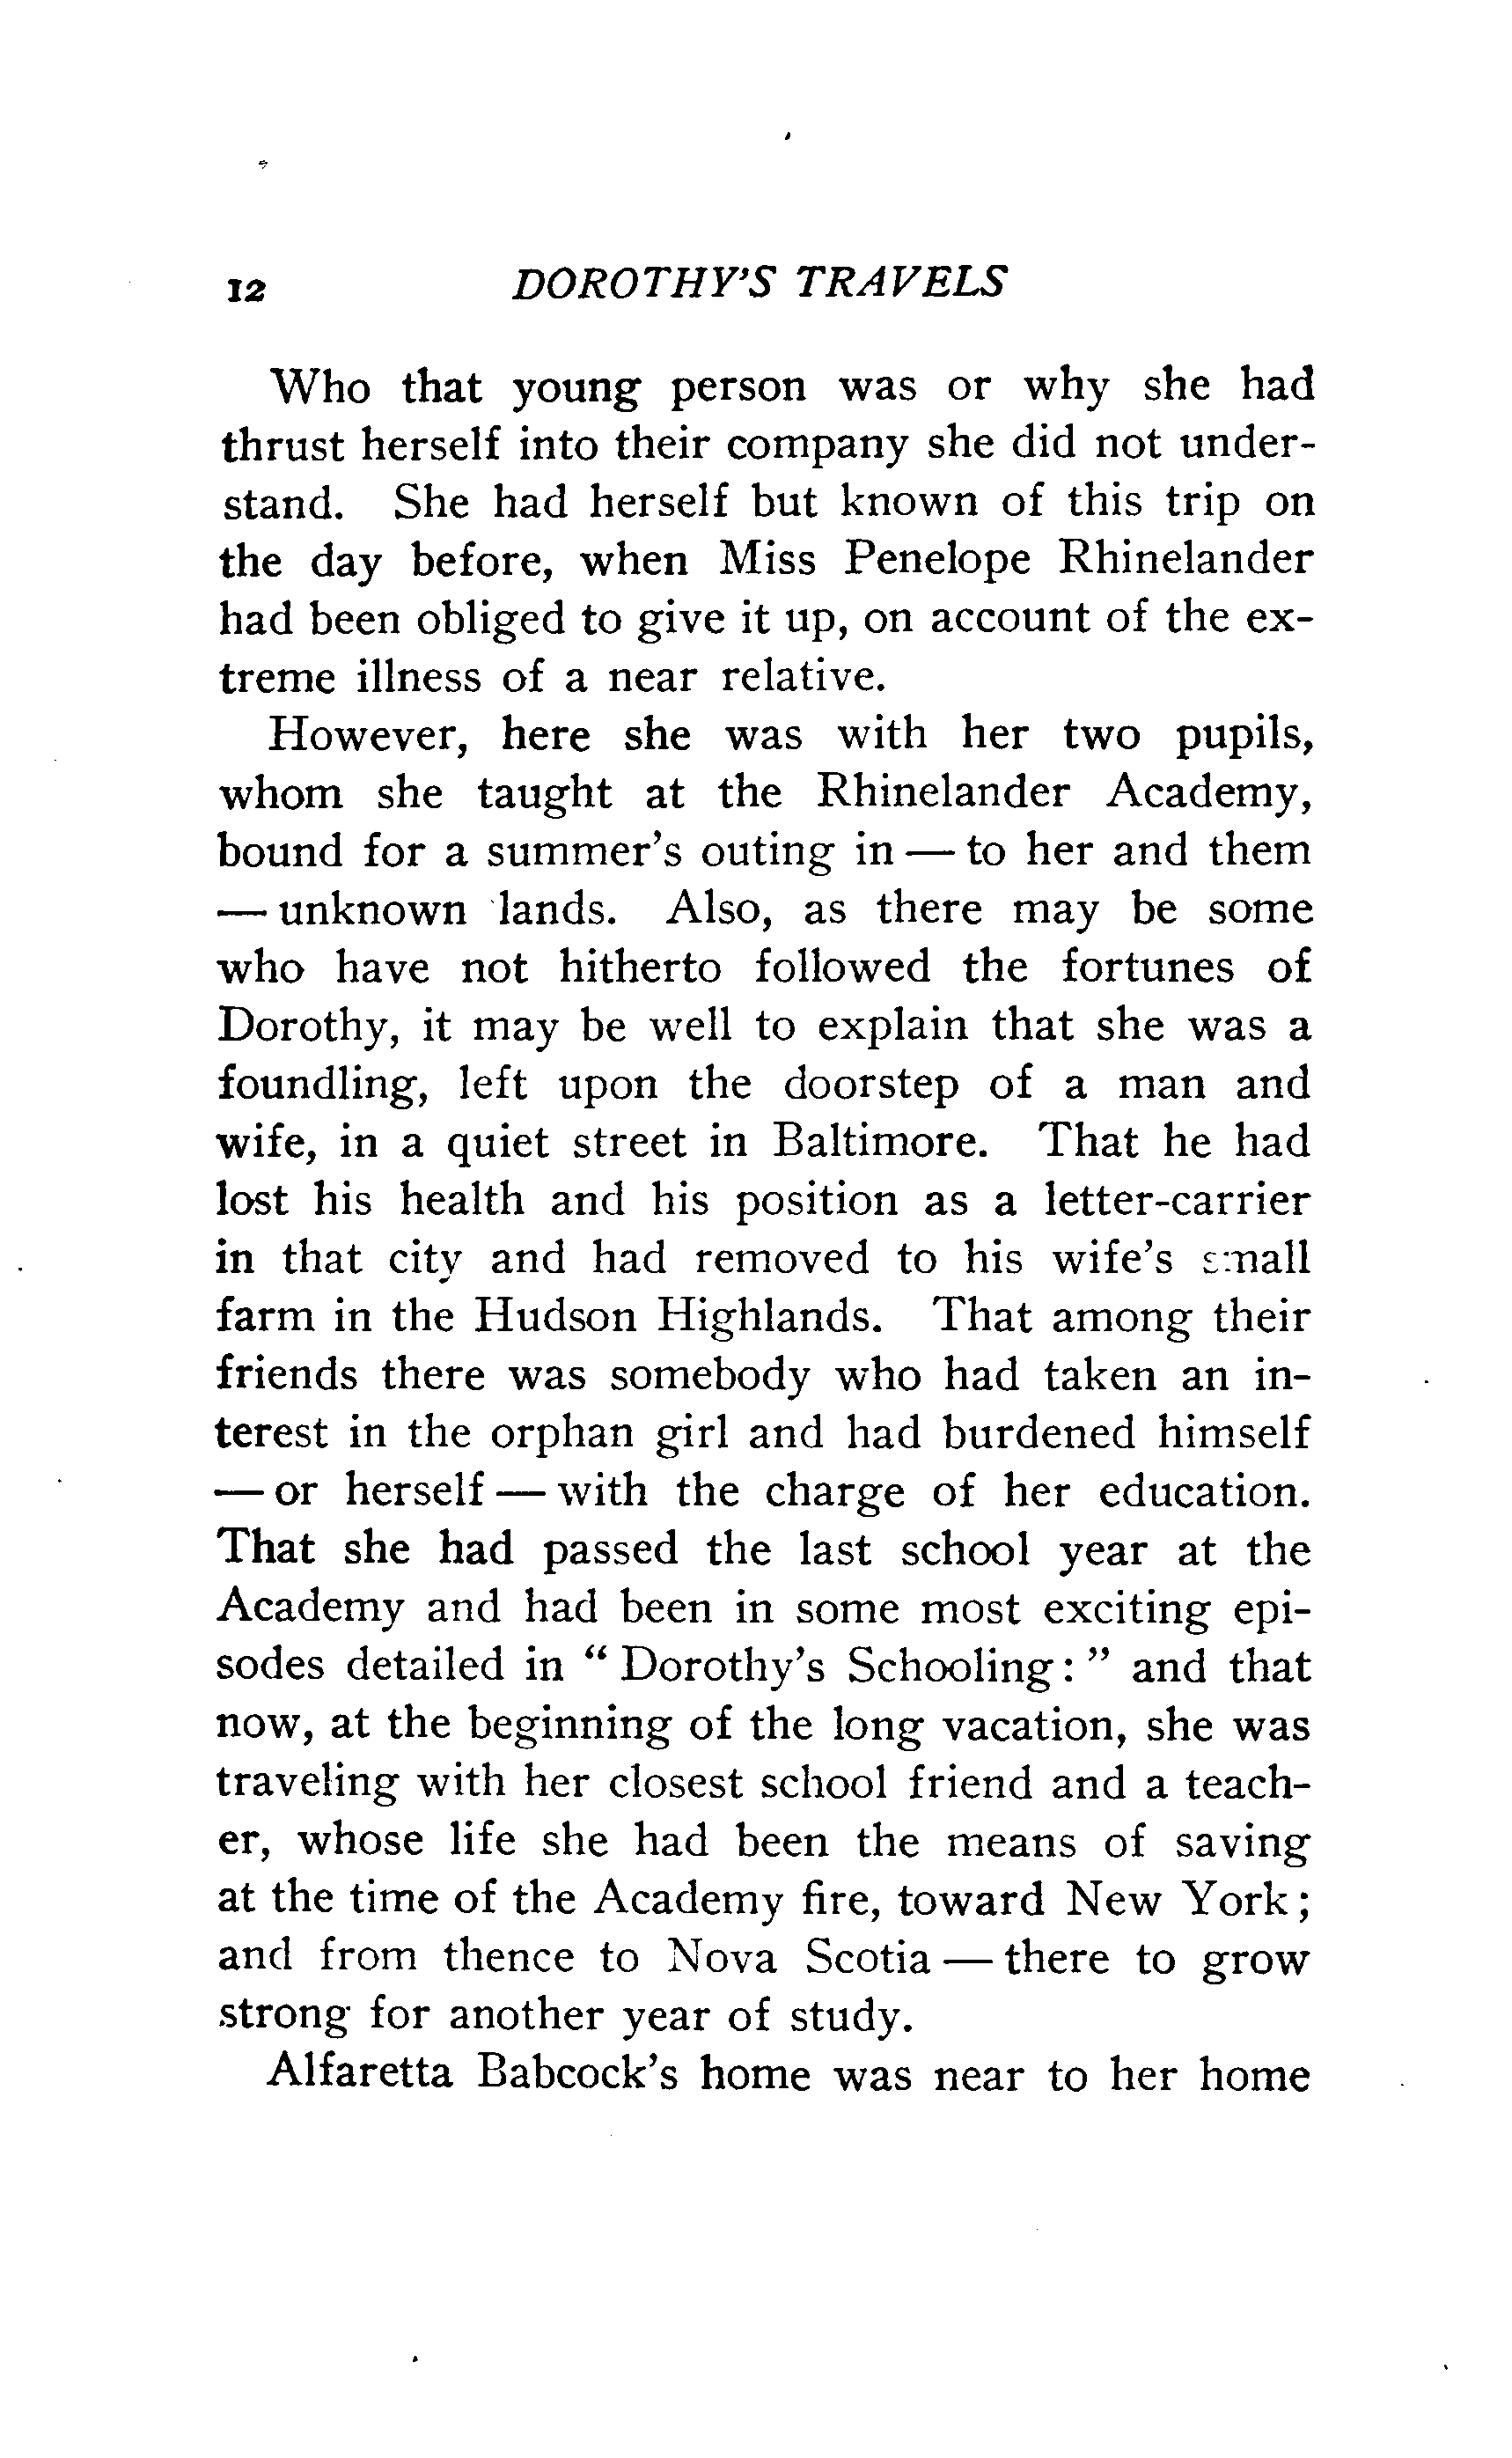 12 DOROTHY'S TRAVELS
Who that young person was or why she had
thrust herself into their company she did not under-
stand. She had herself but known of this trip on
the day before, when Miss Penelope Rhinelander
had been obliged to give it up, on account of the ex-
treme illness of a near relative.
However, here she was with her two pupils,
whom she taught at the Rhinelander Academy,
bound for a summer's outing in — to her and them
— unknown lands. Also, as there may be some
who have not hitherto followed the fortunes of
Dorothy, it may be well to explain that she was a
foundling, left upon the doorstep of a man and
wife, in a quiet street in Baltimore. That he had
lost his health and his position as a letter-carrier
in that city and had removed to his wife's small
farm in the Hudson Highlands. That among their
friends there was somebody who had taken an in-
terest in the orphan girl and had burdened himself
— or herself — with the charge of her education.
That she had passed the last school year at the
Academy and had been in some most exciting epi-
sodes detailed in “ Dorothy's Schooling: ” and that
now, at the beginning of the long vacation, she was
traveling with her closest school friend and a teach-
er, whose life she had been the means of saving
at the time of the Academy fire, toward New York;
and from thence to Nova Scotia — there to grow
strong for another year of study.
Alfaretta Babcock's home was near to her home